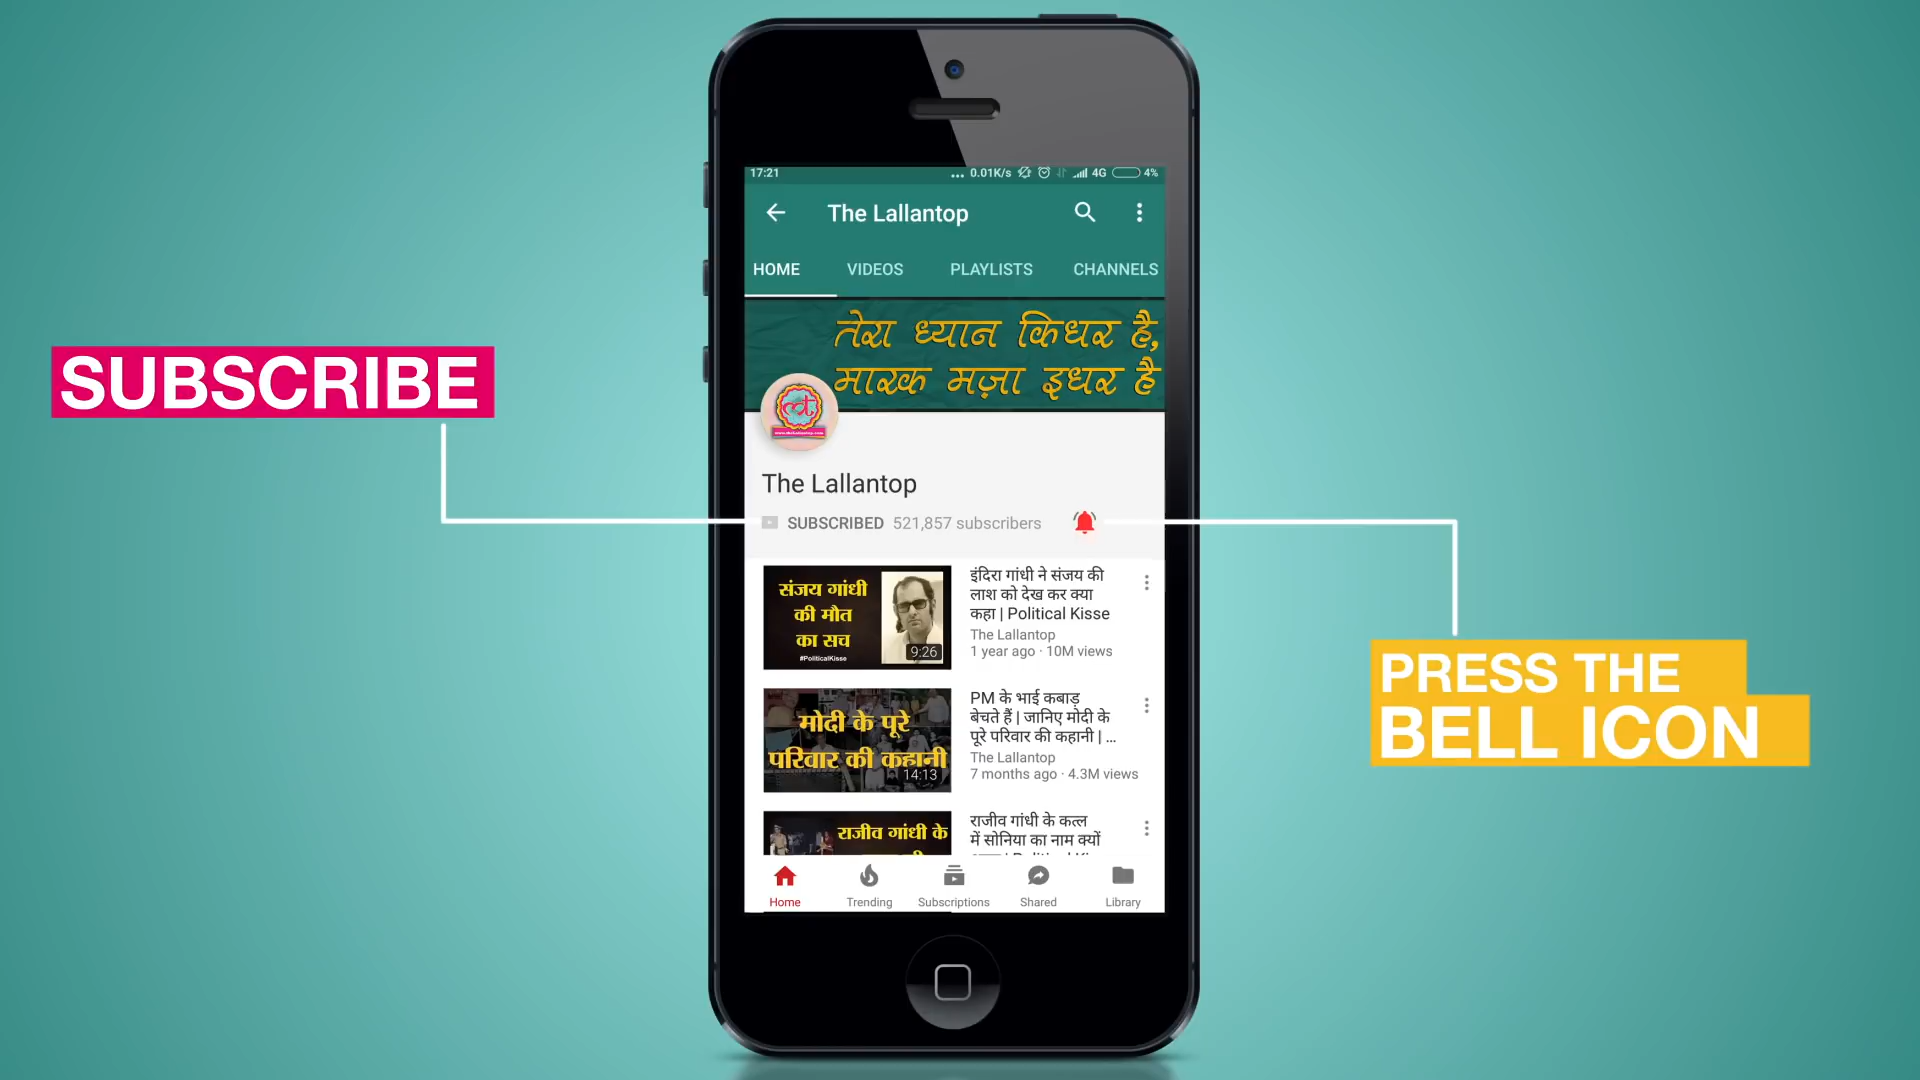 17:21
... 0.01K/s 4G 4%
The Lallantop
HOME VIDEOS PLAYLISTS CHANNELS
तेरा ध्यान किधर है,
मारक मज़ा इधर है
SUBSCRIBE
www.thelallantop.com
The Lallantop
SUBSCRIBED 521,857 subscribers
PRESS THE
BELL ICON
संजय गांधी
की मौत
का सच
#PoliticalKisse
9:26
इंदिरा गांधी ने संजय की
लाश को देख कर क्या
कहा | Political Kisse
The Lallantop
1 year ago · 10M views
मोदी के पूरे
परिवार की कहानी
14:13
PM के भाई कबाड़
बेचते हैं | जानिए मोदी के
पूरे परिवार की कहानी | ...
The Lallantop
7 months ago · 4.3M views
राजीव गांधी के
राजीव गांधी के कत्ल
में सोनिया का नाम क्यों
Home Trending Subscriptions Shared Library